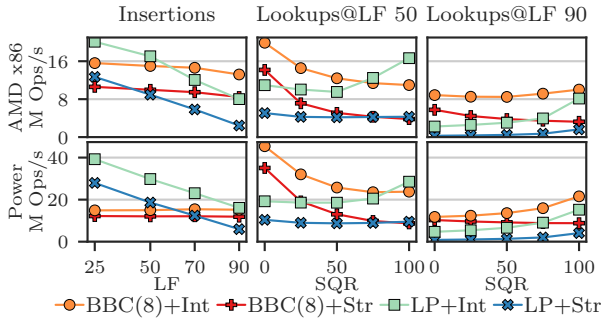 Insertions Lookups@LF 50 Lookups@LF 90
AMD x86
M Ops/s
16
8
0
Power
M Ops/s
40
20
0
25 50 70 90 0 50 100 0 50 100
LF SQR SQR
BBC(8)+Int BBC(8)+Str LP+Int LP+Str